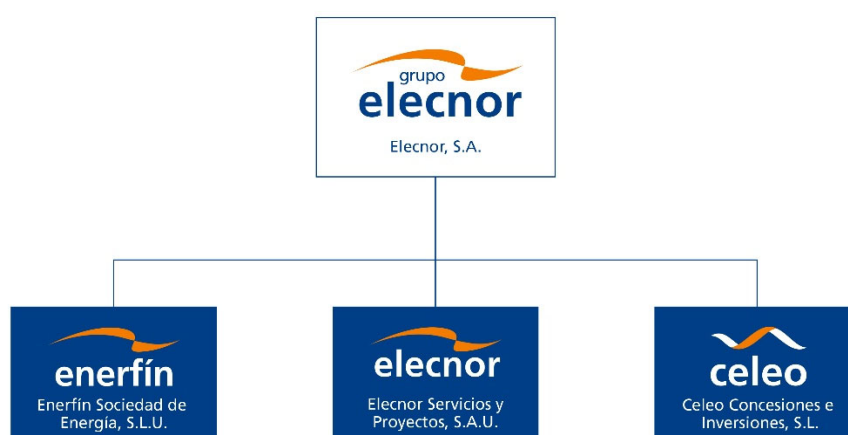 grupo
elecnor
Elecnor, S.A.
enerfín
Enerfín Sociedad de
Energía, S.L.U.
elecnor
Elecnor Servicios y
Proyectos, S.A.U.
celeo
Celeo Concesiones e
Inversiones, S.L.